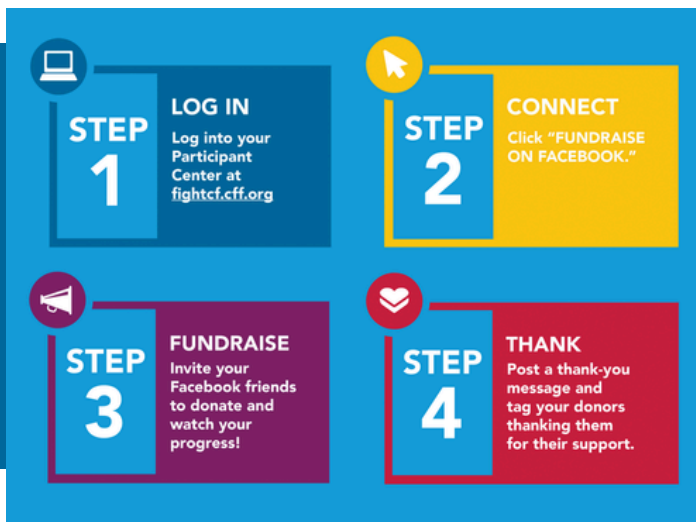 STEP
1
LOG IN
Log into your
Participant
Center at
fightcf.cff.org
STEP
2
CONNECT
Click “FUNDRAISE
ON FACEBOOK.”
STEP
3
FUNDRAISE
Invite your
Facebook friends
to donate and
watch your
progress!
STEP
4
THANK
Post a thank-you
message and
tag your donors
thanking them
for their support.